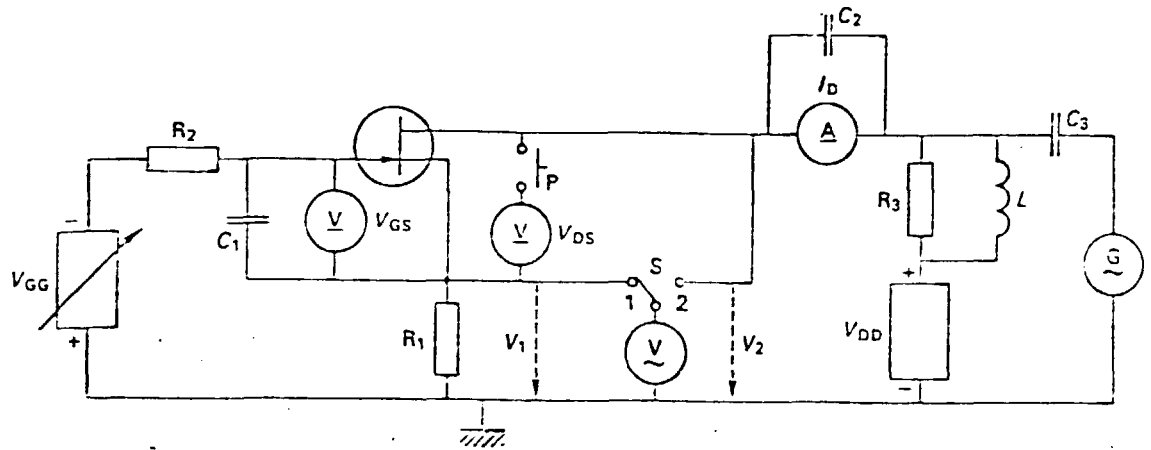 C2
ID
A
C3
R2
P
R3
L
V
VGS
V
VDS
C1
G
~
-
VGG
+
S
1
2
+
R1
V1
V
~
V2
VDD
-